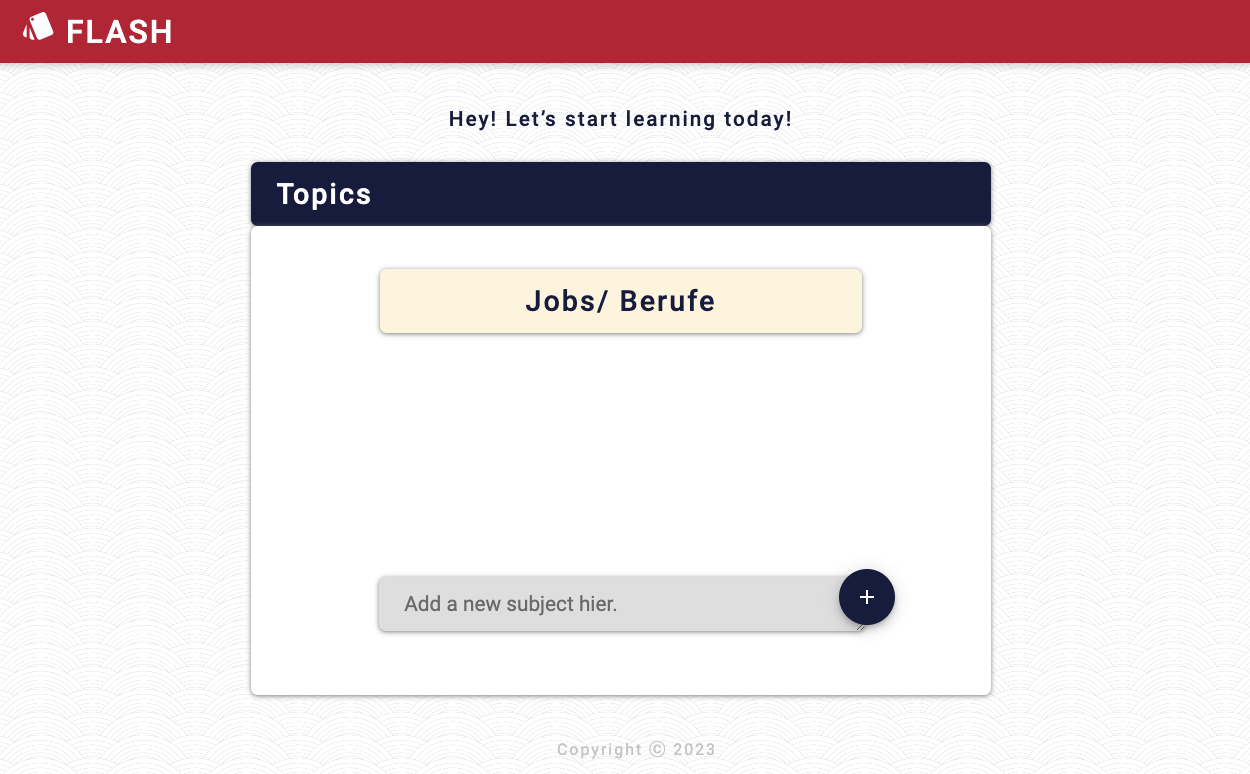 FLASH
Hey! Let’s start learning today!
Topics
Jobs/ Berufe
Add a new subject hier.
+
Copyright ⓒ 2023